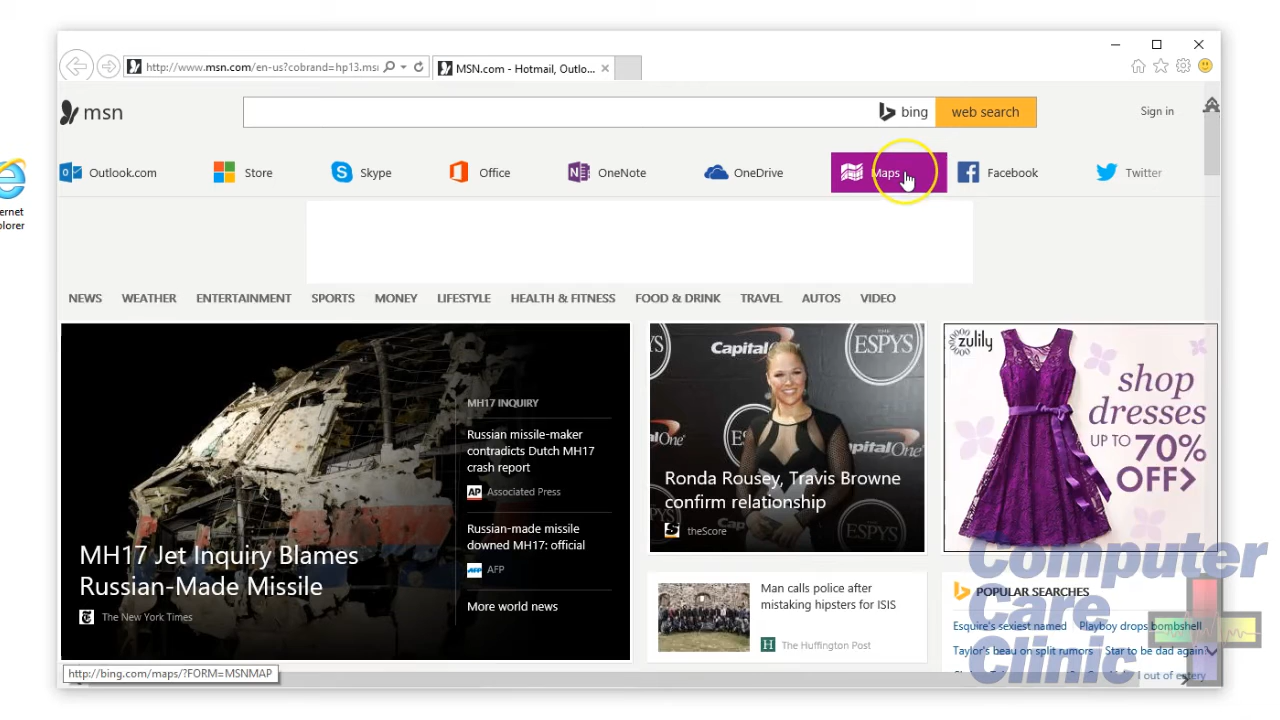 http://www.msn.com/en-us?cobrand=hp13.msi
MSN.com - Hotmail, Outlo...
msn
bing
web search
Sign in
Outlook.com
Store
Skype
Office
OneNote
OneDrive
Maps
Facebook
Twitter
ernet
plorer
NEWS
WEATHER
ENTERTAINMENT
SPORTS
MONEY
LIFESTYLE
HEALTH & FITNESS
FOOD & DRINK
TRAVEL
AUTOS
VIDEO
MH17 INQUIRY
Russian missile-maker
contradicts Dutch MH17
crash report
AP Associated Press
Russian-made missile
downed MH17: official
AFP AFP
More world news
MH17 Jet Inquiry Blames
Russian-Made Missile
The New York Times
Capital
ESPYS
Ronda Rousey, Travis Browne
confirm relationship
theScore
Man calls police after
mistaking hipsters for ISIS
H The Huffington Post
zulily
shop
dresses
UP TO 70%
OFF>
POPULAR SEARCHES
Esquire's sexiest named
Playboy drops bombshell
Taylor's beau on split rumors
Star to be dad again
Computer
Care
Clinic
http://bing.com/maps/?FORM=MSNMAP